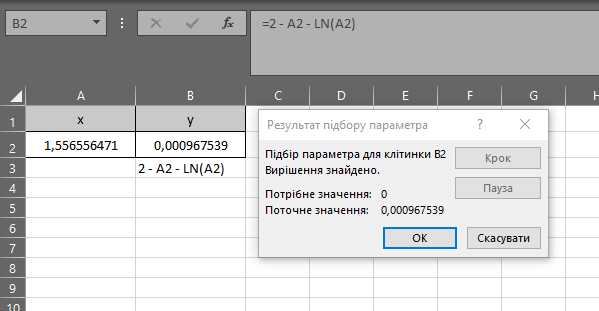 B2
=2 - A2 - LN(A2)
A B C D E F G H
1 x y
2 1,556556471 0,000967539
3 2 - A2 - LN(A2)
4
5
6
7
8
9
10
Результат підбору параметра ? ×
Підбір параметра для клітинки B2
Вирішення знайдено.
Потрібне значення: 0
Поточне значення: 0,000967539
Крок
Пауза
ОК
Скасувати